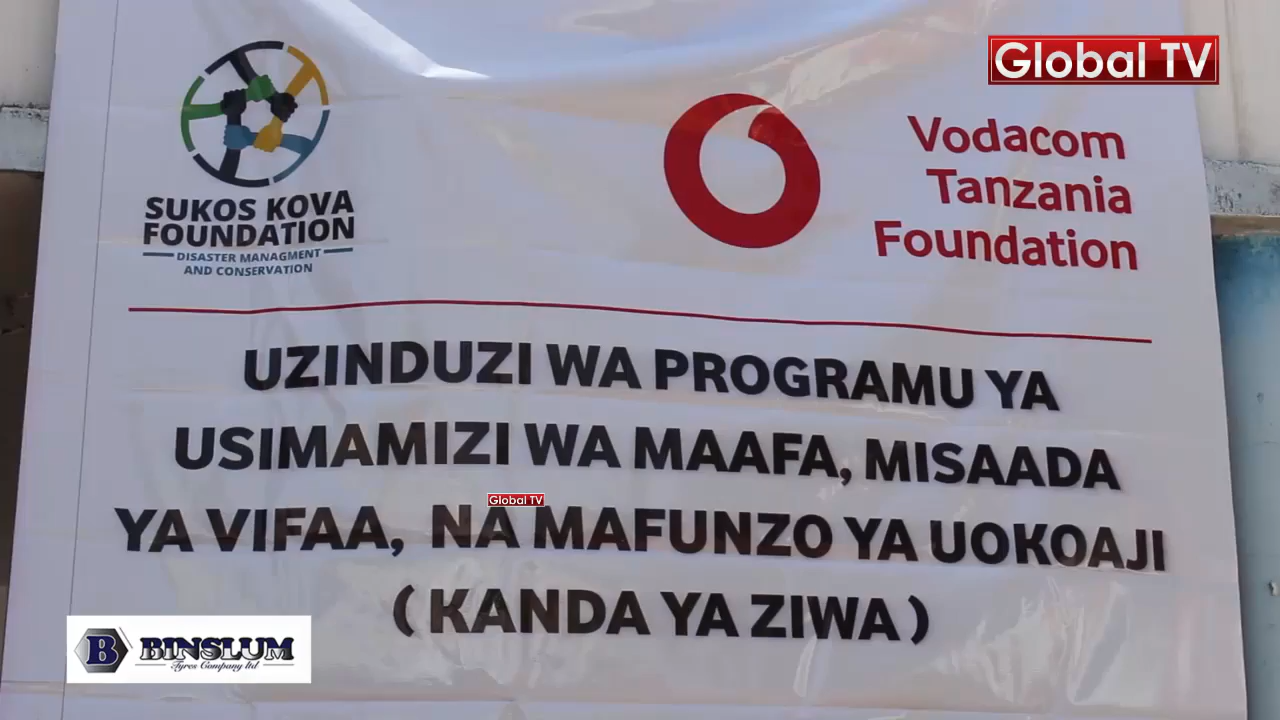 Global TV
SUKOS KOVA
FOUNDATION
DISASTER MANAGMENT
AND CONSERVATION
Vodacom
Tanzania
Foundation
UZINDUZI WA PROGRAMU YA
USIMAMIZI WA MAAFA, MISAADA
YA VIFAA, NA MAFUNZO YA UOKOAJI
( KANDA YA ZIWA )
Global TV
B BINSLUM
Tyres Company ltd